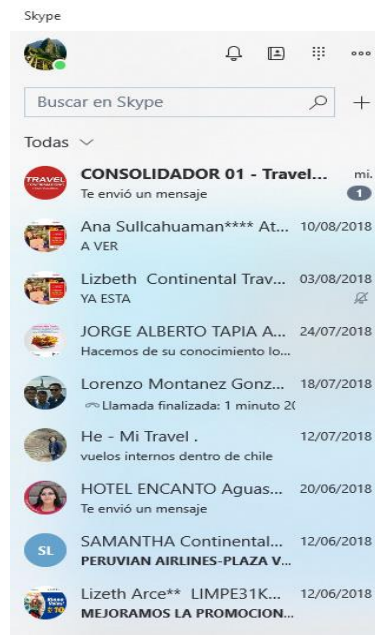 Skype
Buscar en Skype
Todas
CONSOLIDADOR 01 - Trav... mi.
Te envió un mensaje 1
Ana Sullcahuaman**** At... 10/08/2018
A VER
Lizbeth Continental Trav... 03/08/2018
YA ESTA
JORGE ALBERTO TAPIA A... 24/07/2018
Hacemos de su conocimiento lo...
Lorenzo Montanez Gonz... 18/07/2018
Llamada finalizada: 1 minuto 2
He - Mi Travel . 12/07/2018
vuelos internos dentro de chile
HOTEL ENCANTO Aguas... 20/06/2018
Te envió un mensaje
SL
SAMANTHA Continental... 12/06/2018
PERUVIAN AIRLINES-PLAZA V...
Lizeth Arce** LIMPE31K... 12/06/2018
MEJORAMOS LA PROMOCION...
TRAVEL